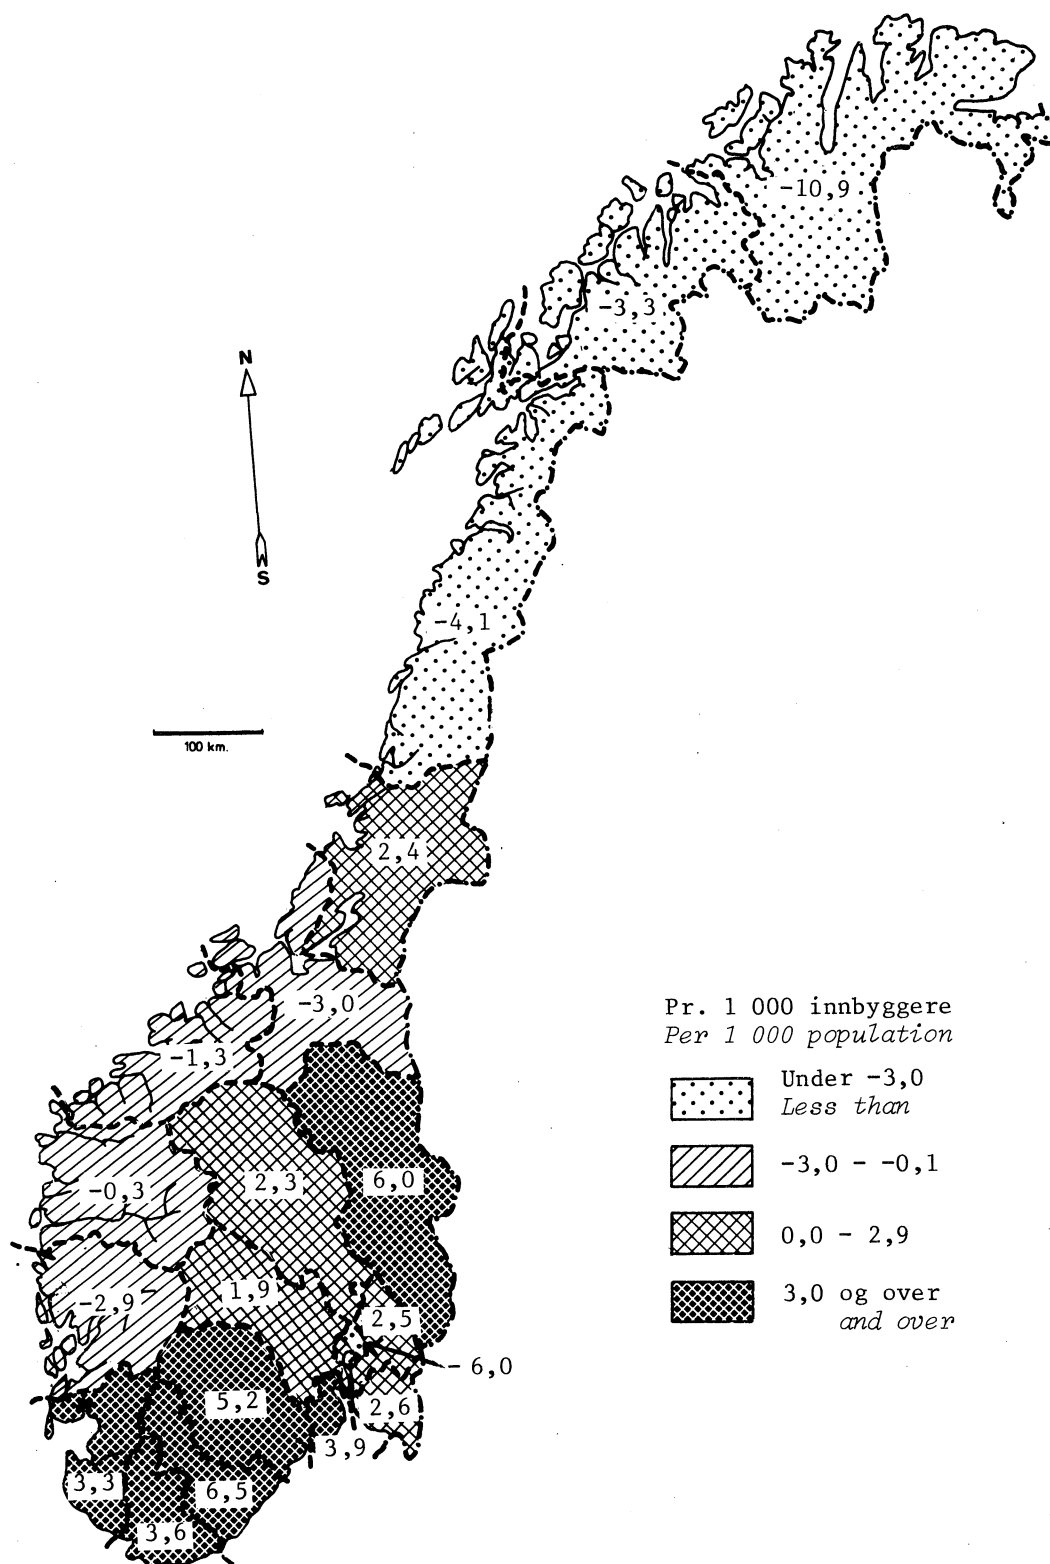 -10,9
-3,3
N
S
-4,1
100 km.
2,4
-3,0
-1,3
Pr. 1 000 innbyggere
Per 1 000 population
Under -3,0
Less than
-3,0 - -0,1
0,0 - 2,9
3,0 og over
and over
-0,3
2,3
6,0
-2,9
1,9
2,5
-6,0
5,2
2,6
3,9
3,3
6,5
3,6